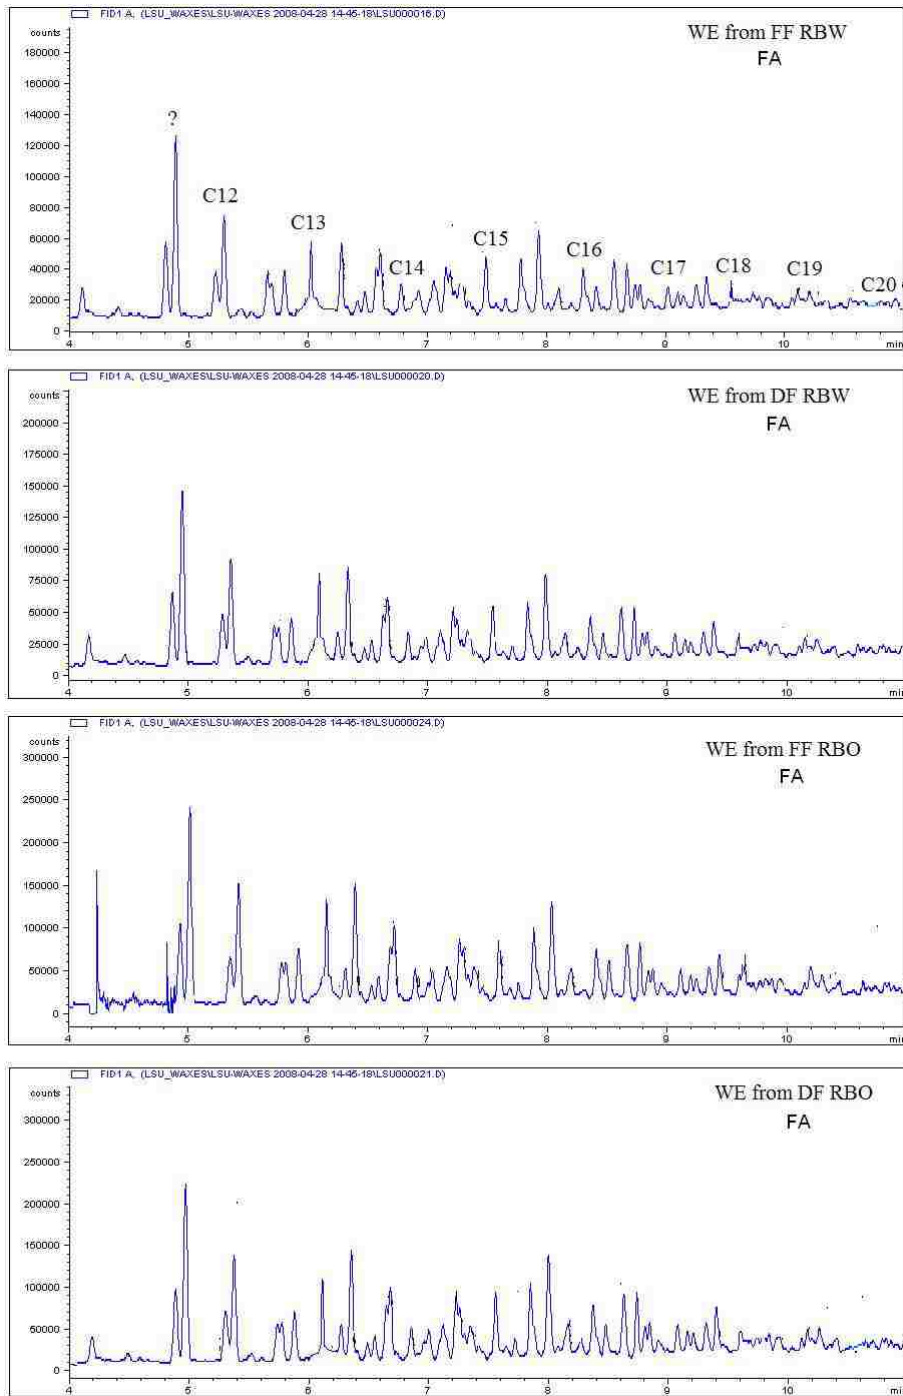 FID1 A, (LSU_WAXES\LSU-WAXES 2008-04-28 14-45-18\LSU000016.D)
counts
WE from FF RBW
FA
180000
160000
140000
?
120000
100000
C12
80000
C13
60000
C15
C14
C16
40000
C17
C18
C19
C20
20000
0
4 5 6 7 8 9 10 min
FID1 A, (LSU_WAXES\LSU-WAXES 2008-04-28 14-45-18\LSU000020.D)
counts
WE from DF RBW
FA
200000
175000
150000
125000
100000
75000
50000
25000
0
4 5 6 7 8 9 10 min
FID1 A, (LSU_WAXES\LSU-WAXES 2008-04-28 14-45-18\LSU000024.D)
counts
WE from FF RBO
FA
300000
250000
200000
150000
100000
50000
0
4 5 6 7 8 9 10 min
FID1 A, (LSU_WAXES\LSU-WAXES 2008-04-28 14-45-18\LSU000021.D)
counts
WE from DF RBO
FA
300000
250000
200000
150000
100000
50000
0
4 5 6 7 8 9 10 min